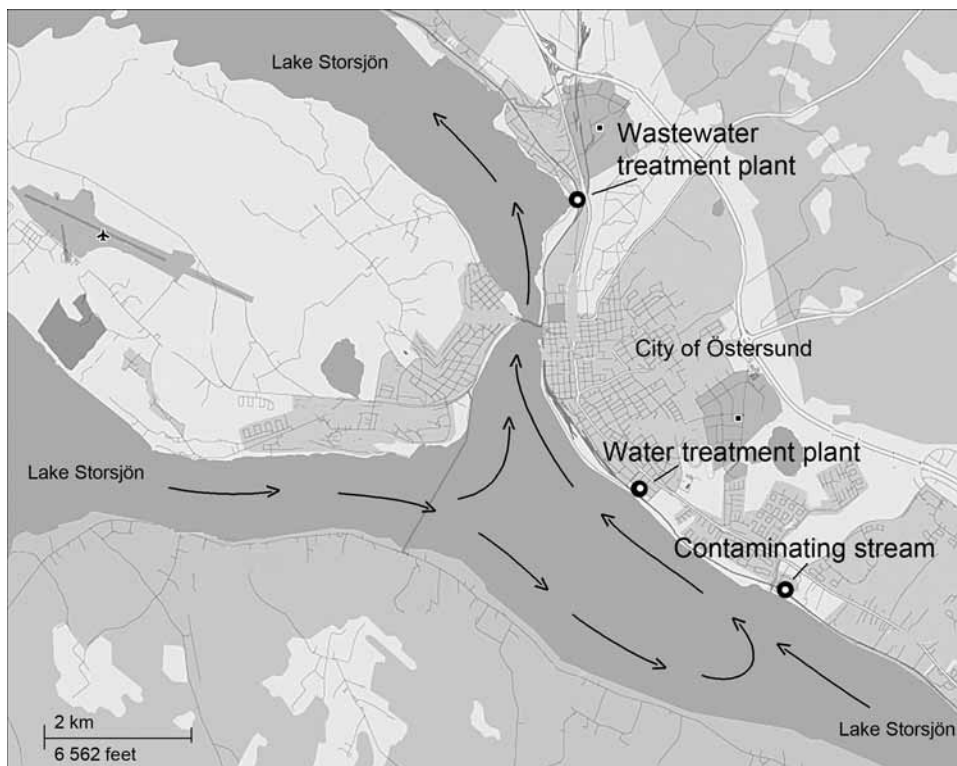 Lake Storsjön
Wastewater
treatment plant
City of Östersund
Water treatment plant
Lake Storsjön
Contaminating stream
2 km
6 562 feet
Lake Storsjön